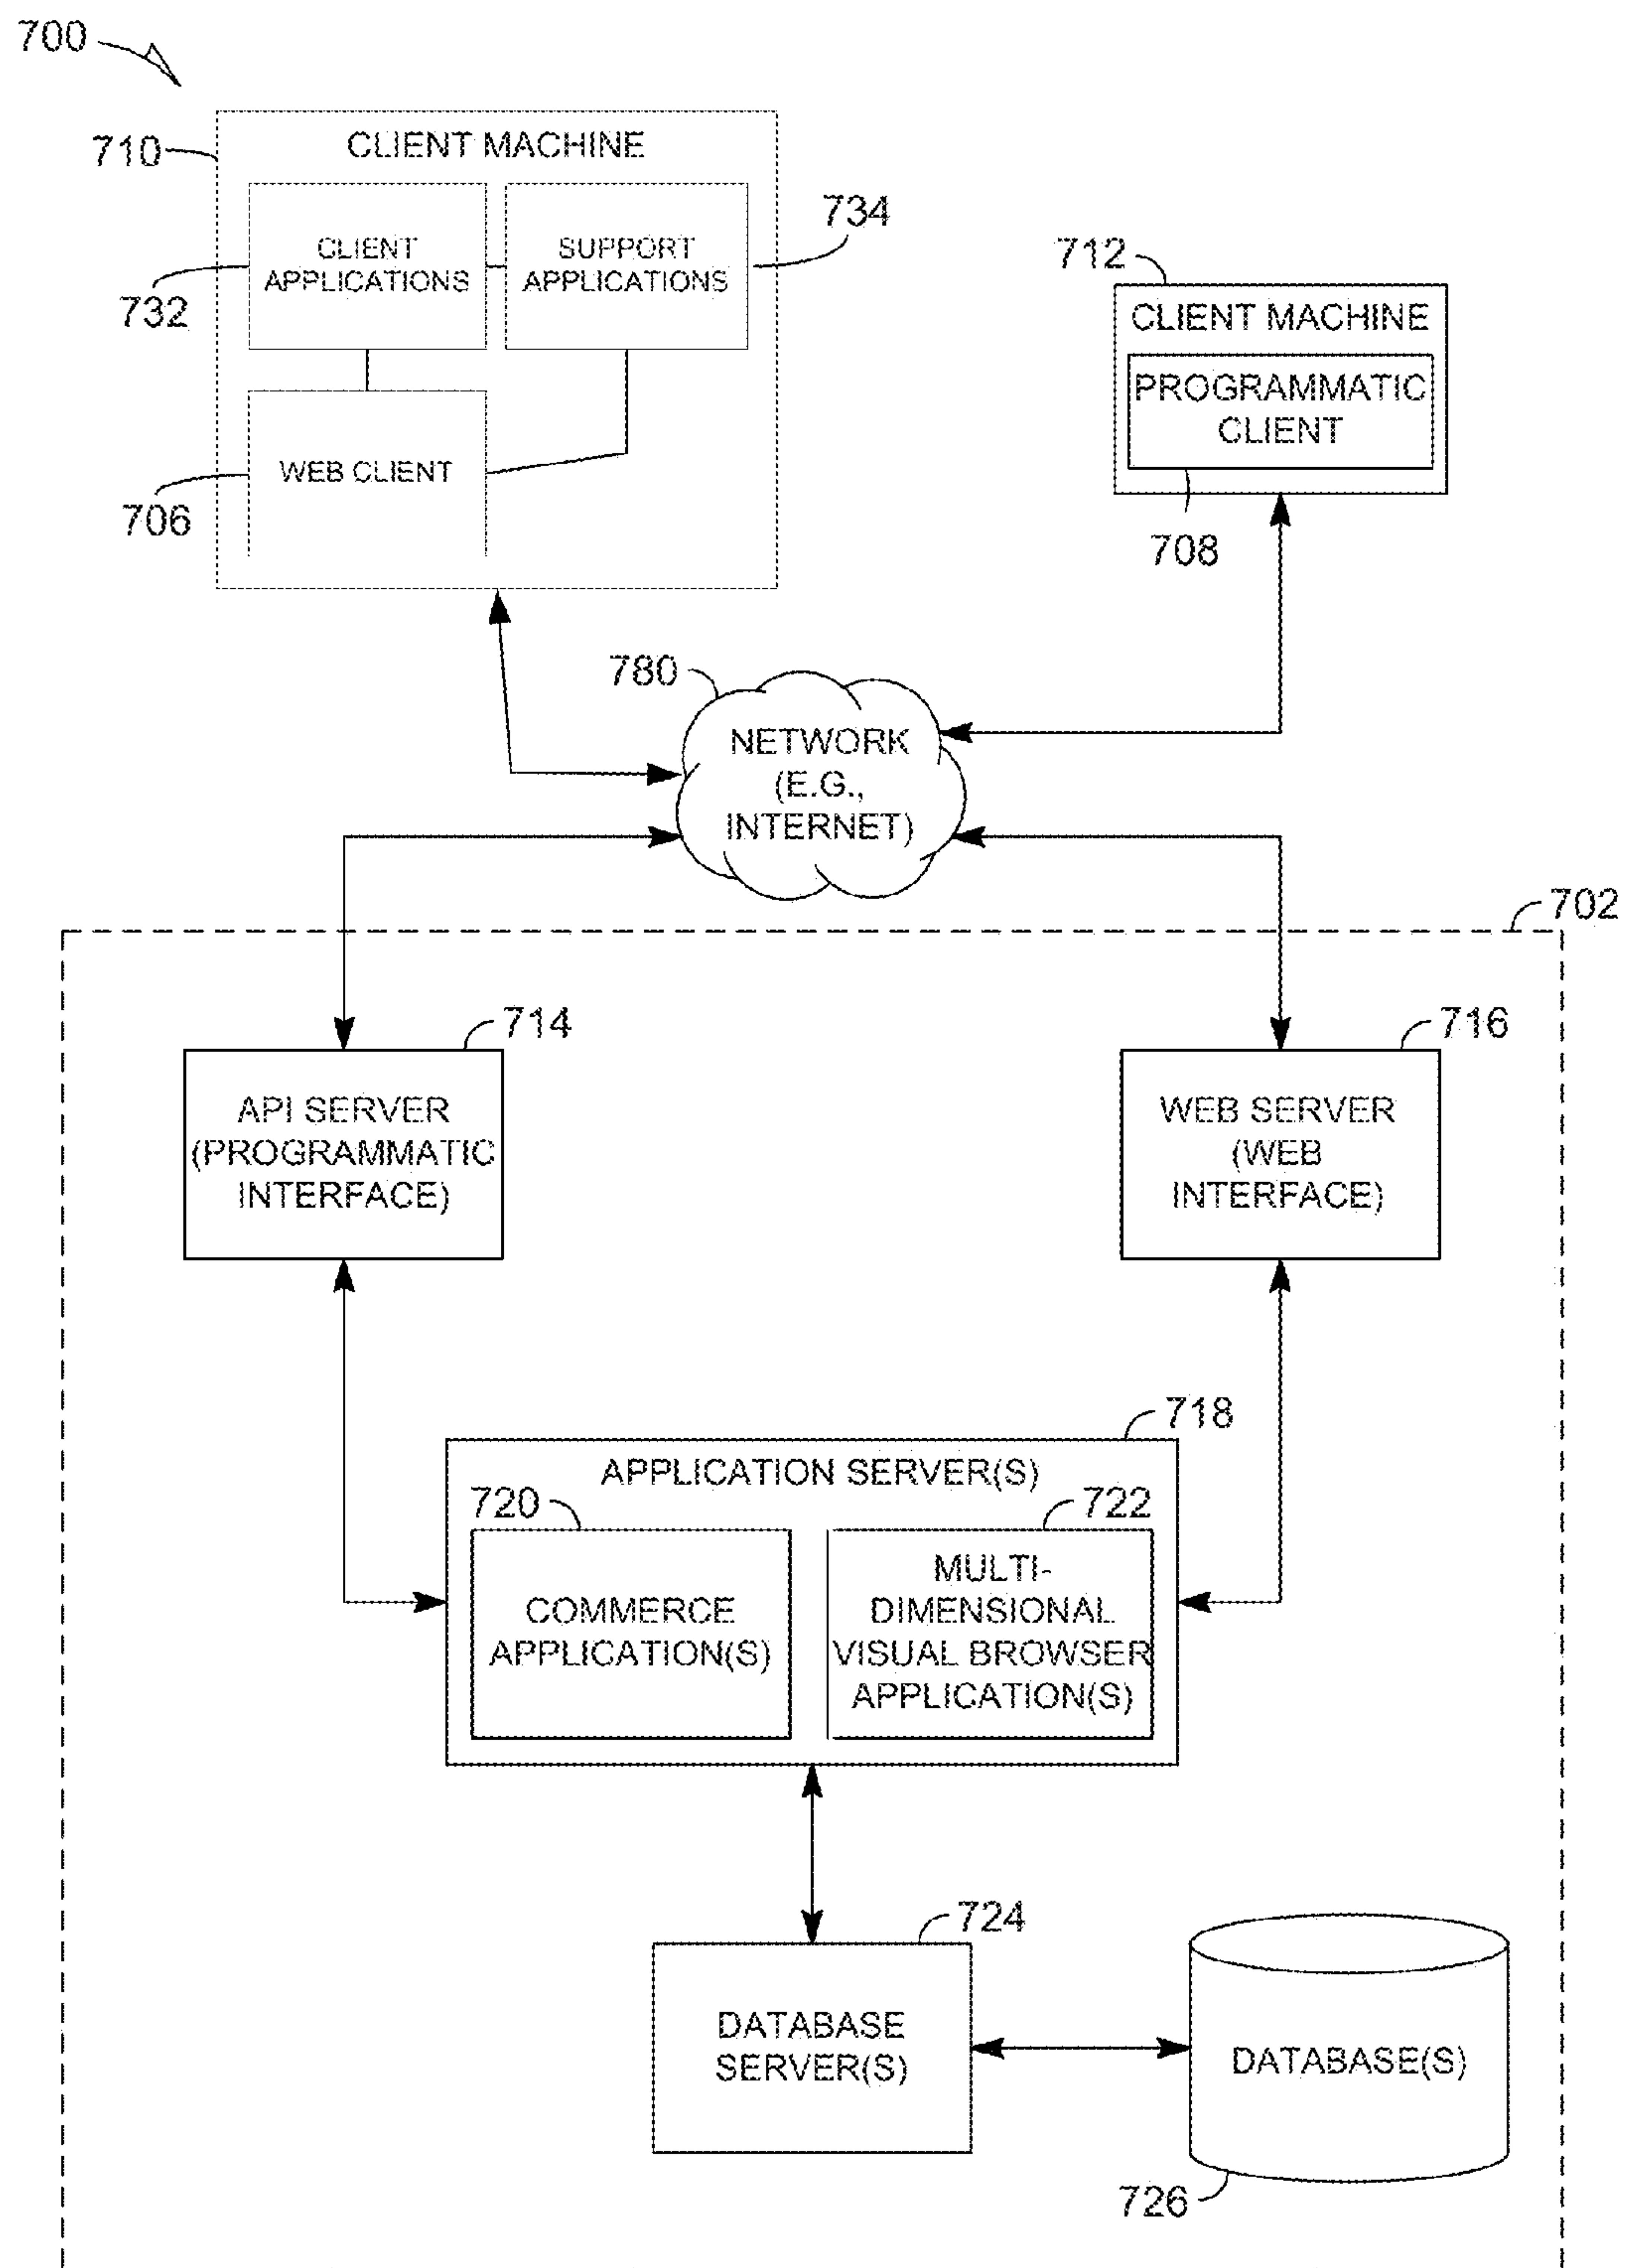 700
710
CLIENT MACHINE
CLIENT
APPLICATIONS
SUPPORT
APPLICATIONS
734
732
WEB CLIENT
706
712
CLIENT MACHINE
PROGRAMMATIC
CLIENT
708
780
NETWORK
(E.G.,
INTERNET)
702
714
API SERVER
(PROGRAMMATIC
INTERFACE)
716
WEB SERVER
(WEB
INTERFACE)
718
APPLICATION SERVER(S)
720
COMMERCE
APPLICATION(S)
722
MULTI-
DIMENSIONAL
VISUAL BROWSER
APPLICATION(S)
724
DATABASE
SERVER(S)
DATABASE(S)
726